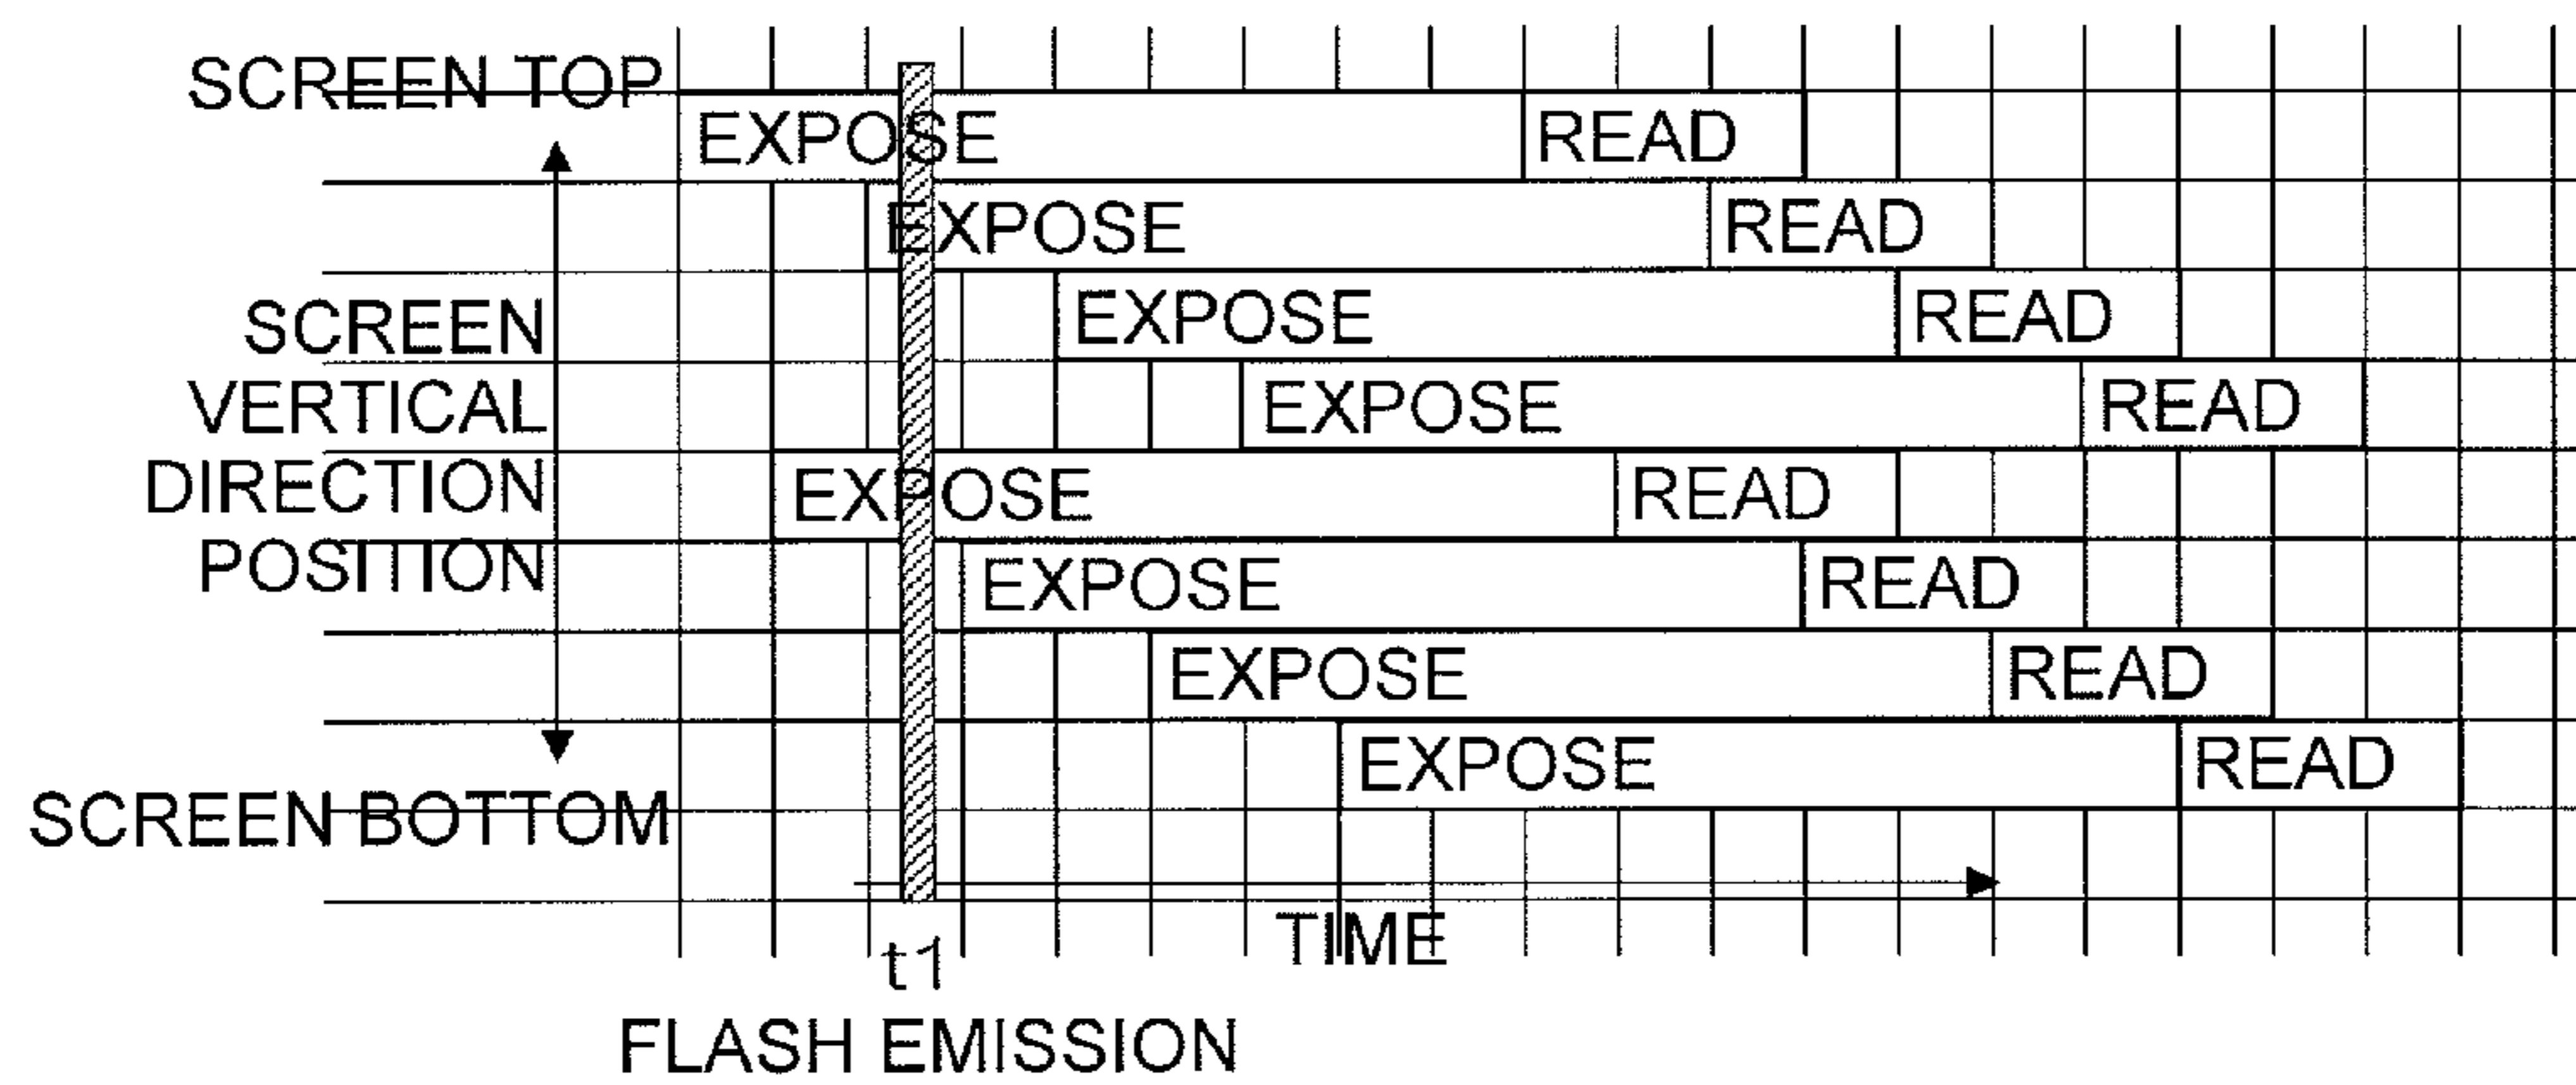 SCREEN TOP
EXPOSE READ
EXPOSE READ
SCREEN
VERTICAL
DIRECTION
POSITION
EXPOSE READ
EXPOSE READ
EXPOSE READ
EXPOSE READ
EXPOSE READ
EXPOSE READ
SCREEN BOTTOM
TIME
t1
FLASH EMISSION